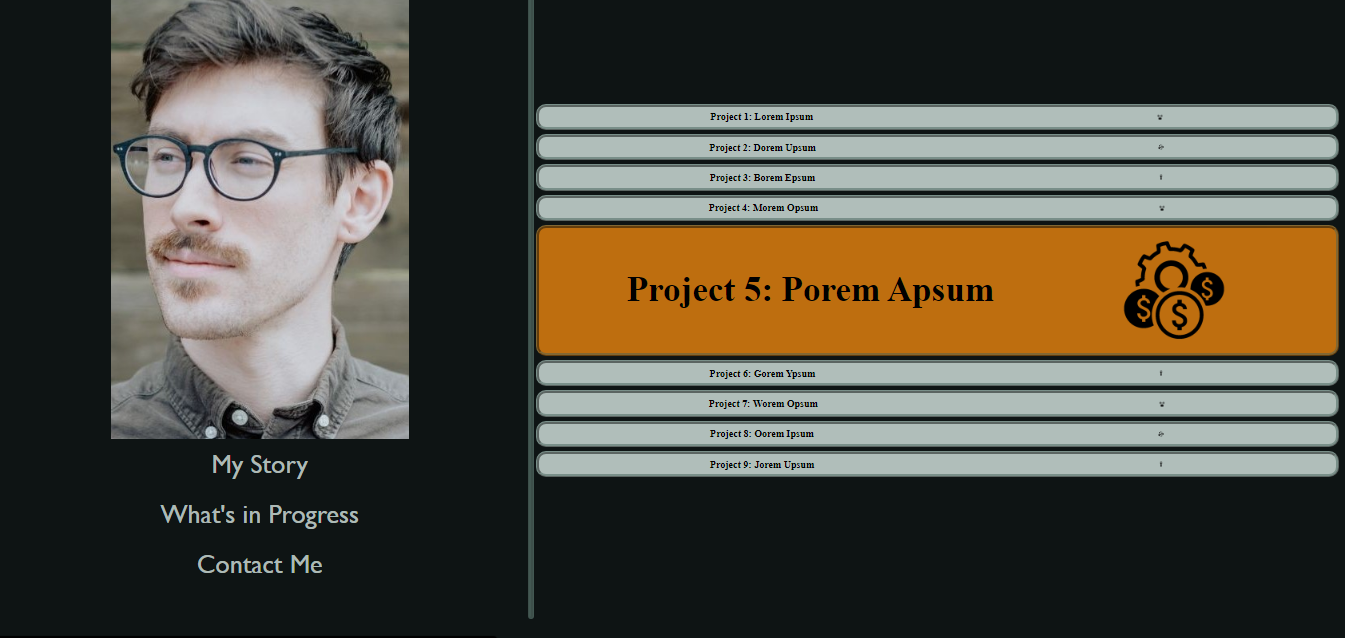 My Story
What's in Progress
Contact Me
Project 1: Lorem Ipsum
Project 2: Dorem Upsum
Project 3: Borem Epsum
Project 4: Morem Opsum
Project 5: Porem Apsum
$ $ $
Project 6: Gorem Ypsum
Project 7: Worem Opsum
Project 8: Oorem Ipsum
Project 9: Jorem Upsum